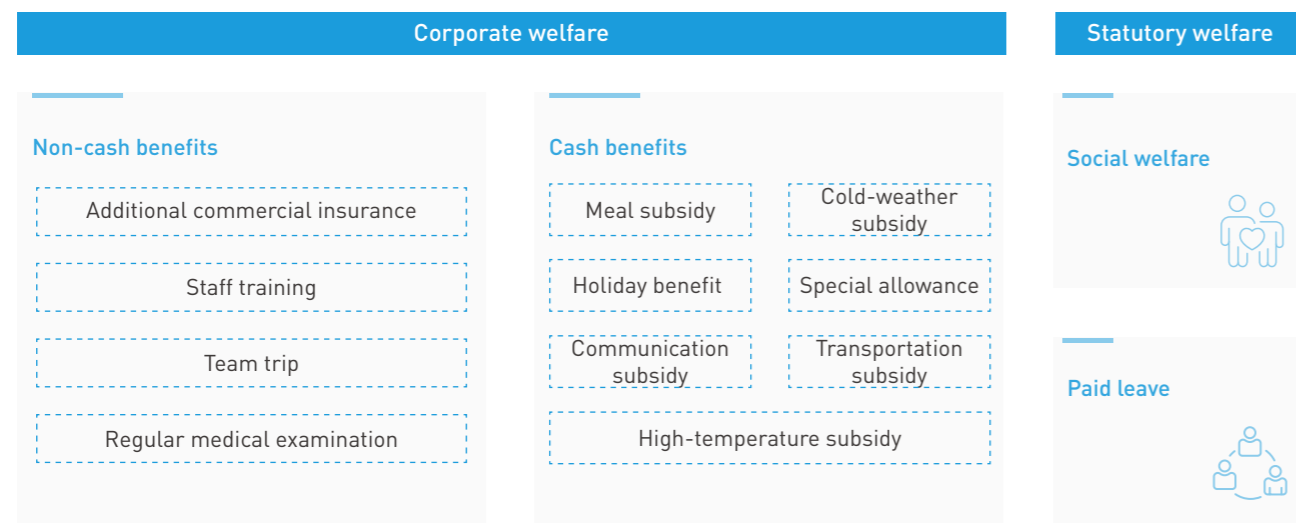 Corporate welfare
Statutory welfare
Non-cash benefits
Additional commercial insurance
Staff training
Team trip
Regular medical examination
Cash benefits
Meal subsidy
Cold-weather
subsidy
Holiday benefit
Special allowance
Communication
subsidy
Transportation
subsidy
High-temperature subsidy
Social welfare
Paid leave